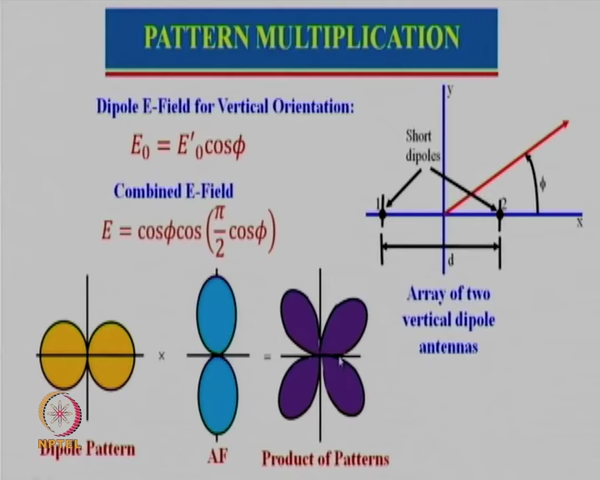 PATTERN MULTIPLICATION
Dipole E-Field for Vertical Orientation:
E₀ = E′₀cosϕ
Combined E-Field
E = cosϕcos(π/2 cosϕ)
y
Short
dipoles
ϕ
1
2
x
d
Array of two
vertical dipole
antennas
x
=
NPTEL
Dipole Pattern
AF
Product of Patterns